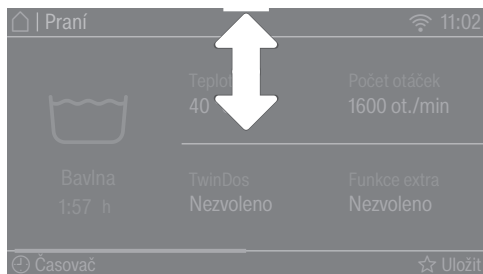 | Praní 11:02
Teplot Počet otáček
40 1600 ot./min
Bavlna TwinDos Funkce extra
1:57 h Nezvoleno Nezvoleno
Časovač Uložit